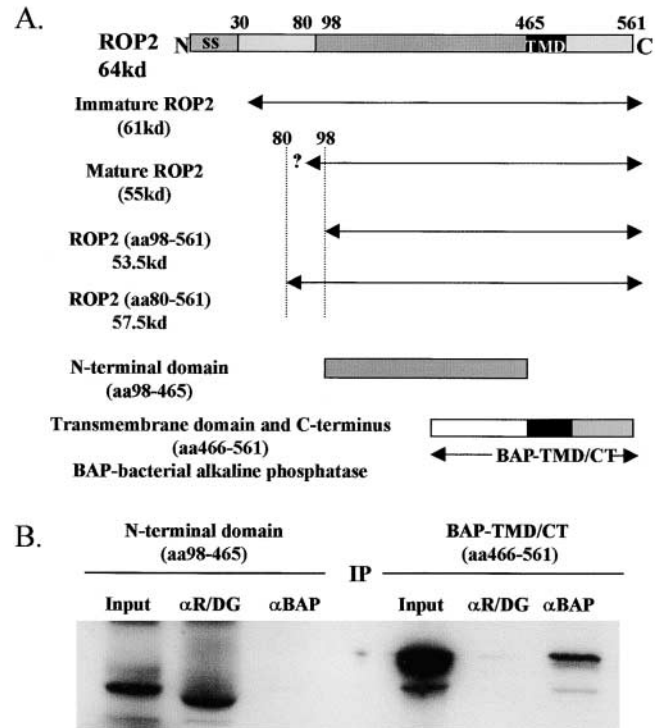 A.
30 80 98 465 561
ROP2 N SS TMD C
64kd
Immature ROP2
(61kd)
80 98
?
Mature ROP2
(55kd)
ROP2 (aa98-561)
53.5kd
ROP2 (aa80-561)
57.5kd
N-terminal domain
(aa98-465)
Transmembrane domain and C-terminus
(aa466-561)
BAP-TMD/CT
BAP-bacterial alkaline phosphatase
B.
N-terminal domain BAP-TMD/CT
(aa98-465) (aa466-561)
IP
Input αR/DG αBAP Input αR/DG αBAP